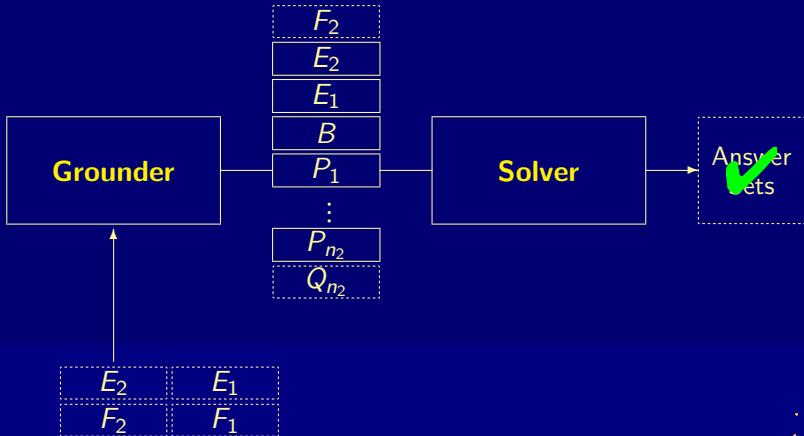 F₂
E₂
E₁
B
P₁
⋮
Pₙ₂
Qₙ₂
Grounder
Solver
Answer
Sets
E₂ E₁
F₂ F₁